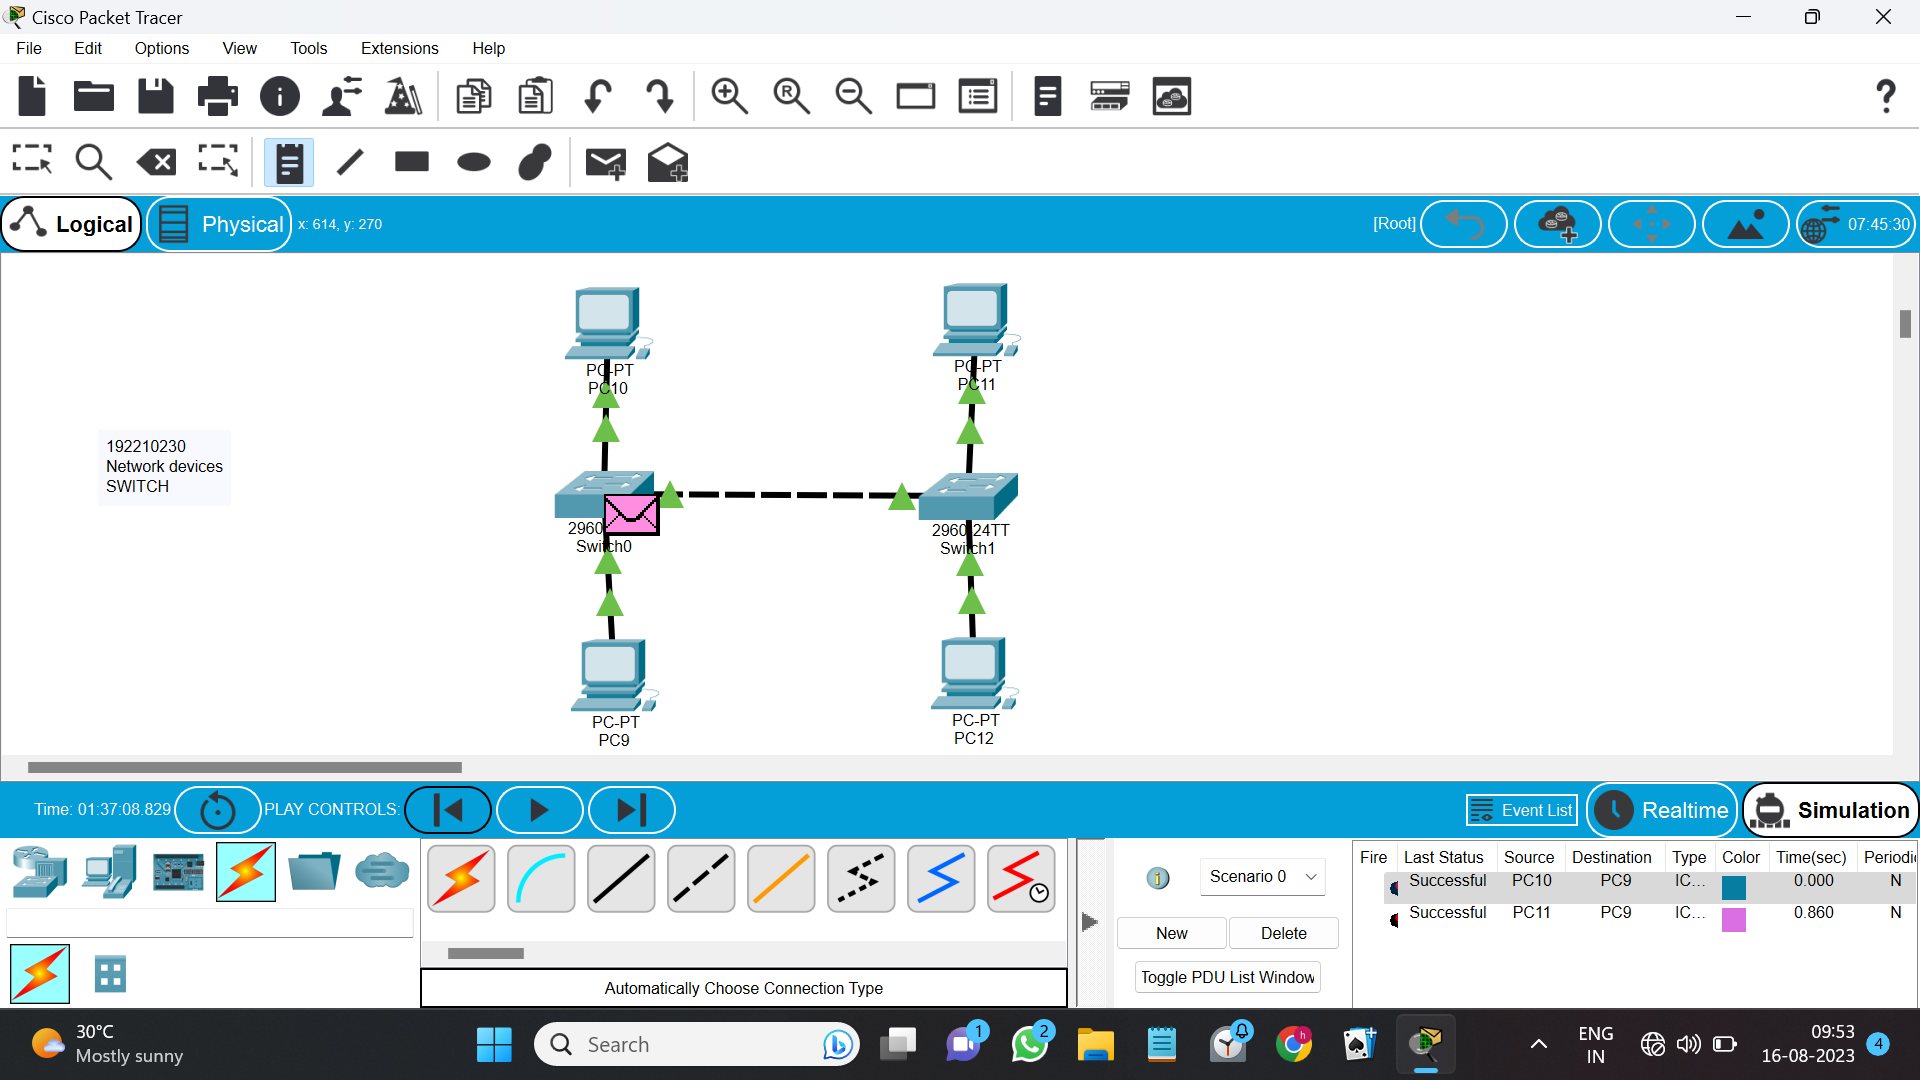 Cisco Packet Tracer
File Edit Options View Tools Extensions Help
Logical Physical x: 614, y: 270 [Root] 07:45:30
PC-PT
PC10
PC-PT
PC11
192210230
Network devices
SWITCH
2960
Switch0
2960-24TT
Switch1
PC-PT
PC9
PC-PT
PC12
Time: 01:37:08.829 PLAY CONTROLS: Event List Realtime Simulation
Scenario 0
New Delete
Toggle PDU List Window
Fire Last Status Source Destination Type Color Time(sec) Periodic
Successful PC10 PC9 IC... 0.000 N
Successful PC11 PC9 IC... 0.860 N
Automatically Choose Connection Type
30°C
Mostly sunny
Search
1
2
ENG
IN
09:53
16-08-2023
4